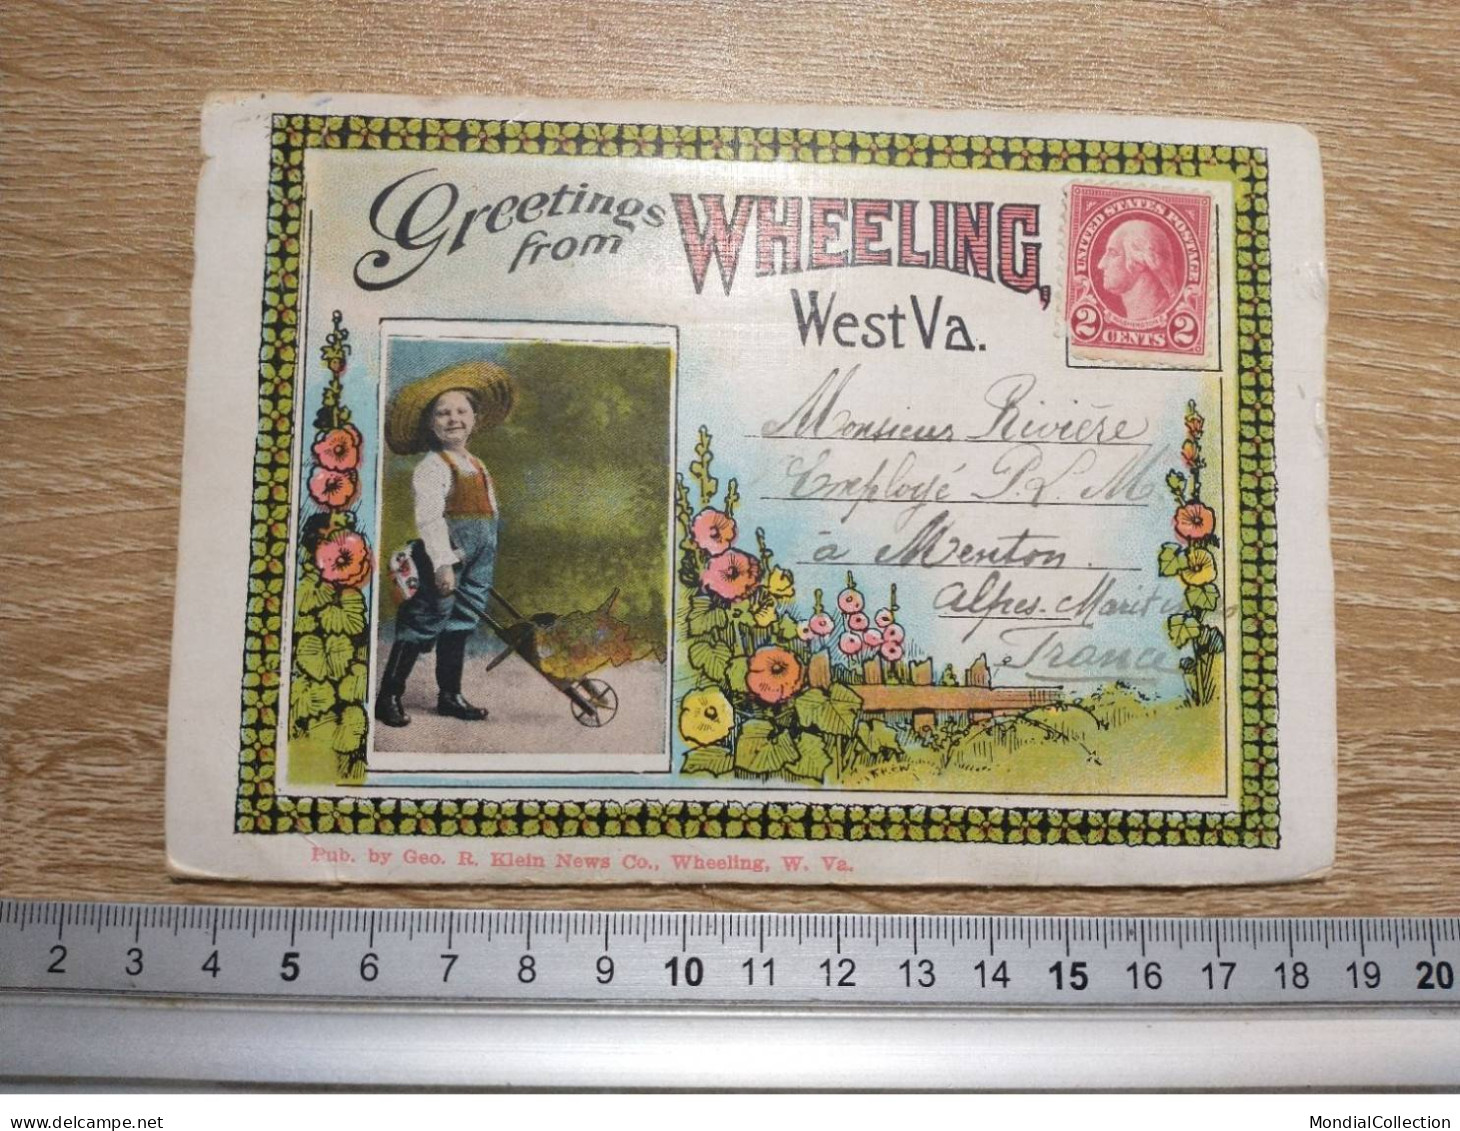 Greetings
from
WHEELING,
West Va.
UNITED STATES POSTAGE
2 CENTS 2
Monsieur Rivière
Employé P. L. M
à Menton
Alpes-Maritimes
France
Pub. by Geo. R. Klein News Co., Wheeling, W. Va.
2 3 4 5 6 7 8 9 10 11 12 13 14 15 16 17 18 19 20
www.delcampe.net
MondialCollection